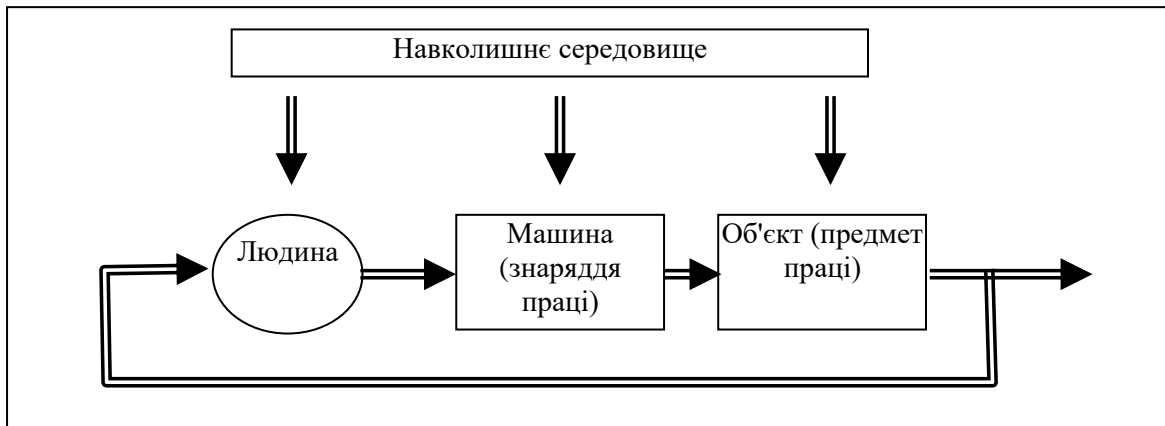 Навколишнє середовище
Людина
Машина
(знаряддя
праці)
Об'єкт (предмет
праці)